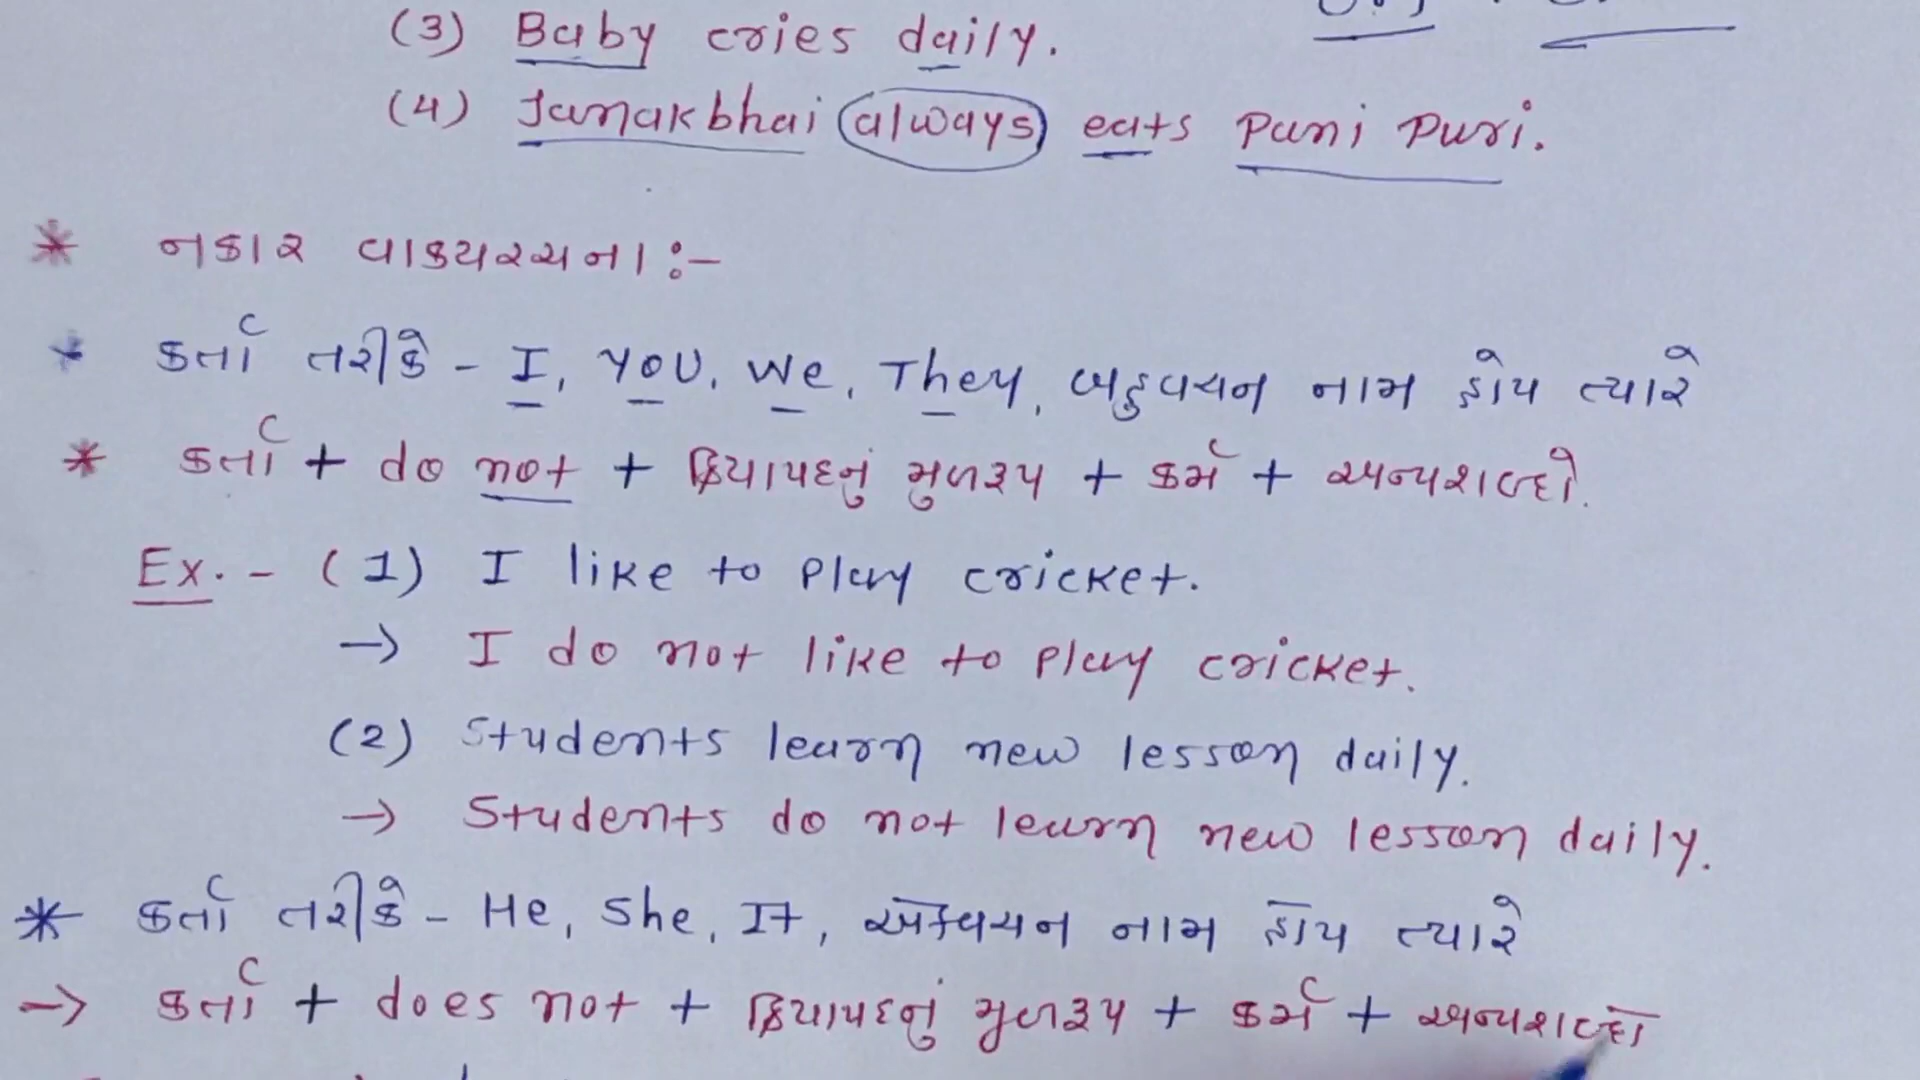 (3) Baby cries daily.
(4) Janakbhai always eats Pani Puri.
* નકાર વાકયરચના :-
* કર્તા તરીકે - I, You, We, They, બહુવચન નામ હોય ત્યારે
* કર્તા + do not + ક્રિયાપદનું મુળરૂપ + કર્મ + અન્યશબ્દો.
Ex. - (1) I like to play cricket.
→ I do not like to play cricket.
(2) Students learn new lesson daily.
→ Students do not learn new lesson daily.
* કર્તા તરીકે - He, She, It, એકવચન નામ હોય ત્યારે
→ કર્તા + does not + ક્રિયાપદનું મુળરૂપ + કર્મ + અન્યશબ્દો